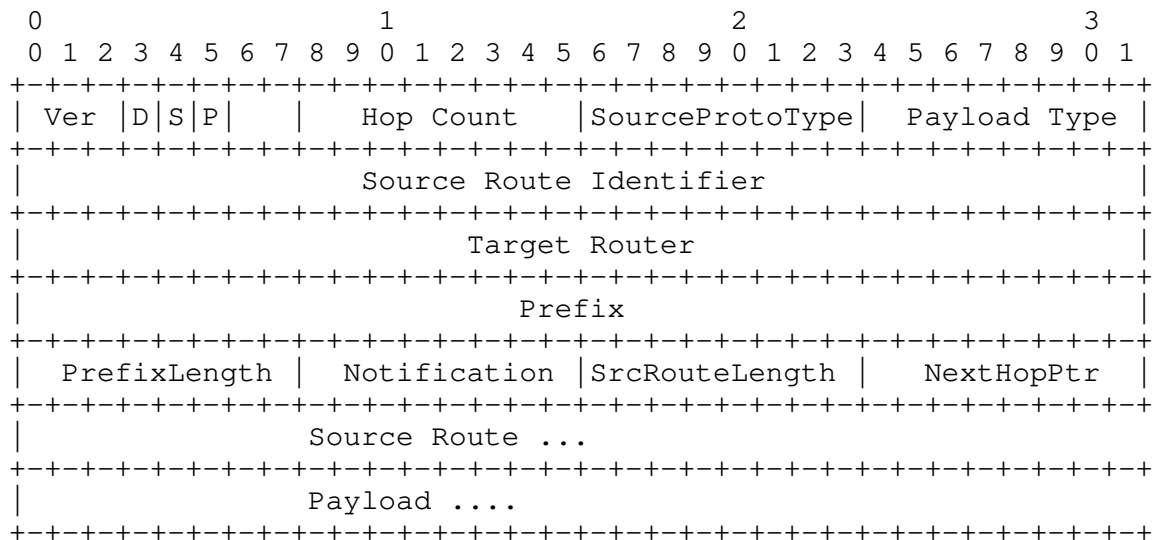 0                   1                   2                   3
 0 1 2 3 4 5 6 7 8 9 0 1 2 3 4 5 6 7 8 9 0 1 2 3 4 5 6 7 8 9 0 1
+-+-+-+-+-+-+-+-+-+-+-+-+-+-+-+-+-+-+-+-+-+-+-+-+-+-+-+-+-+-+-+-+
| Ver |D|S|P|   |   Hop Count   |SourceProtoType|  Payload Type |
+-+-+-+-+-+-+-+-+-+-+-+-+-+-+-+-+-+-+-+-+-+-+-+-+-+-+-+-+-+-+-+-+
|                   Source Route Identifier                     |
+-+-+-+-+-+-+-+-+-+-+-+-+-+-+-+-+-+-+-+-+-+-+-+-+-+-+-+-+-+-+-+-+
|                         Target Router                         |
+-+-+-+-+-+-+-+-+-+-+-+-+-+-+-+-+-+-+-+-+-+-+-+-+-+-+-+-+-+-+-+-+
|                            Prefix                             |
+-+-+-+-+-+-+-+-+-+-+-+-+-+-+-+-+-+-+-+-+-+-+-+-+-+-+-+-+-+-+-+-+
|  PrefixLength |  Notification |SrcRouteLength |   NextHopPtr  |
+-+-+-+-+-+-+-+-+-+-+-+-+-+-+-+-+-+-+-+-+-+-+-+-+-+-+-+-+-+-+-+-+
|                Source Route ...
+-+-+-+-+-+-+-+-+-+-+-+-+-+-+-+-+-+-+-+-+-+-+-+-+-+-+-+-+-+-+-+-+
|                Payload ....
+-+-+-+-+-+-+-+-+-+-+-+-+-+-+-+-+-+-+-+-+-+-+-+-+-+-+-+-+-+-+-+-+